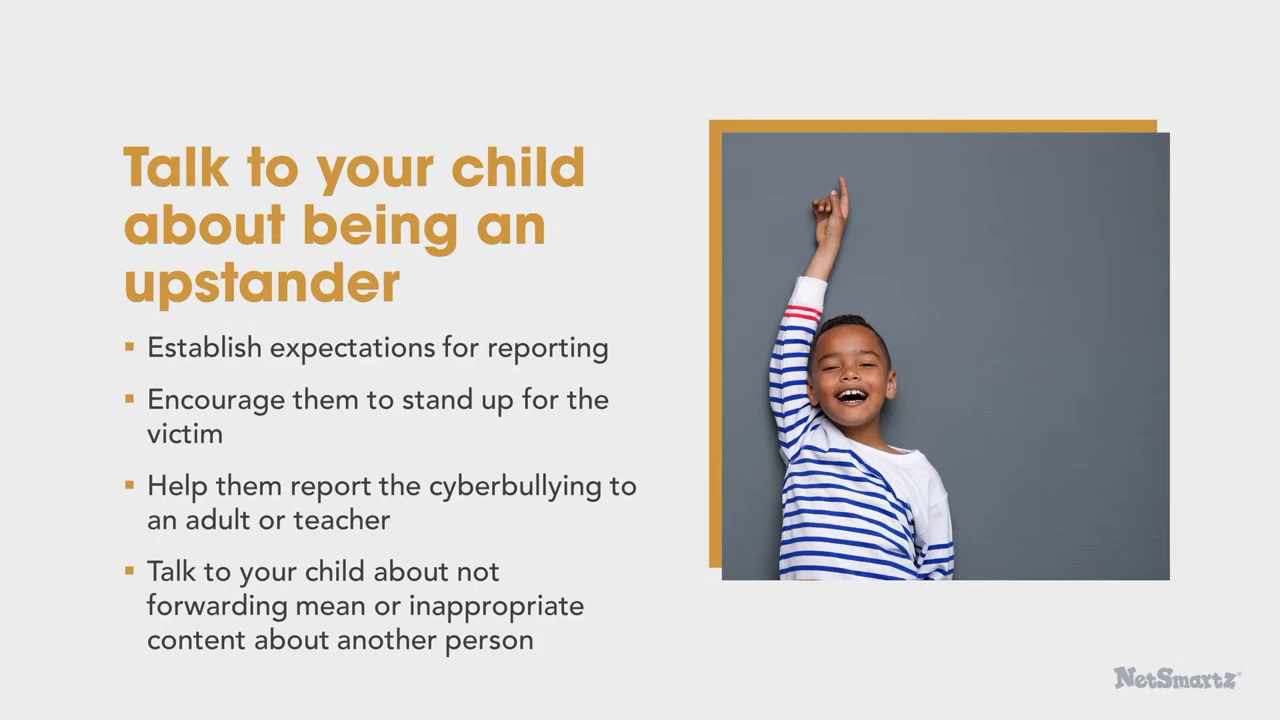 Talk to your child
about being an
upstander
▪ Establish expectations for reporting
▪ Encourage them to stand up for the
victim
▪ Help them report the cyberbullying to
an adult or teacher
▪ Talk to your child about not
forwarding mean or inappropriate
content about another person
NetSmartz®